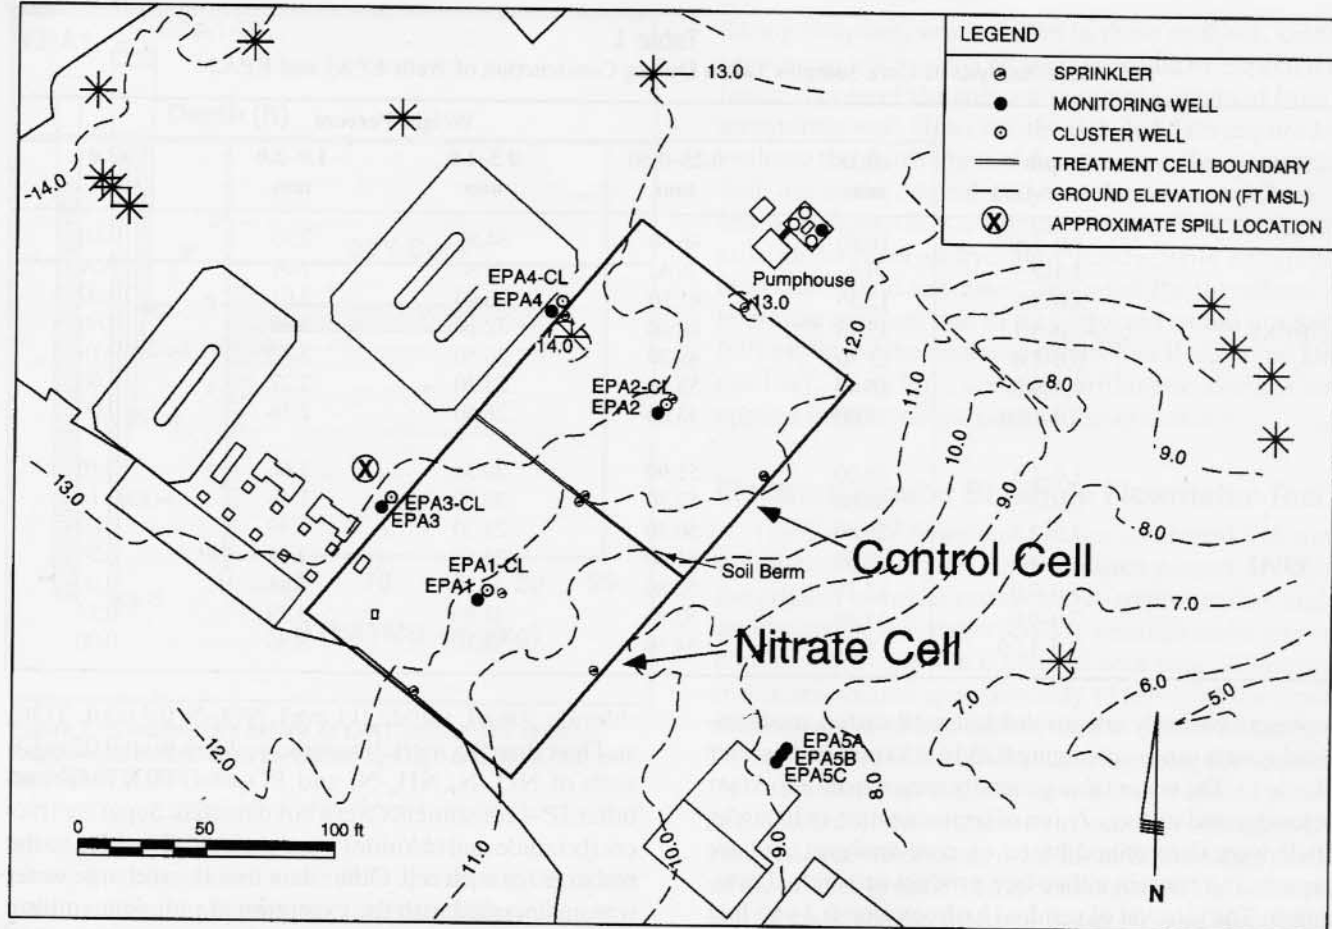 LEGEND
SPRINKLER
MONITORING WELL
CLUSTER WELL
TREATMENT CELL BOUNDARY
GROUND ELEVATION (FT MSL)
X APPROXIMATE SPILL LOCATION
13.0
14.0
EPA4-CL
EPA4
14.0
Pumphouse
13.0
12.0
11.0
10.0
9.0
8.0
9.0
8.0
7.0
6.0
5.0
EPA2-CL
EPA2
13.0
X
EPA3-CL
EPA3
EPA1-CL
EPA1
Soil Berm
Control Cell
Nitrate Cell
7.0
EPA5A
EPA5B
EPA5C
8.0
9.0
10.0
11.0
12.0
0 50 100 ft
N